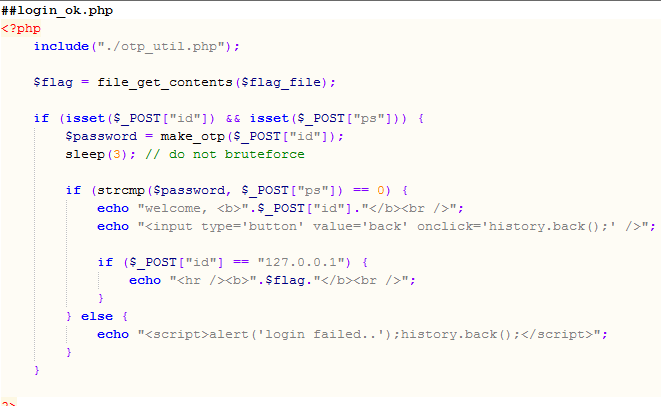 ##login_ok.php
<?php
include("./otp_util.php");
$flag = file_get_contents($flag_file);
if (isset($_POST["id"]) && isset($_POST["ps"])) {
$password = make_otp($_POST["id"]);
sleep(3); // do not bruteforce
if (strcmp($password, $_POST["ps"]) == 0) {
echo "welcome, <b>".$_POST["id"]."</b><br />";
echo "<input type='button' value='back' onclick='history.back();' />";
if ($_POST["id"] == "127.0.0.1") {
echo "<hr /><b>".$flag."</b><br />";
}
} else {
echo "<script>alert('login failed..');history.back();</script>";
}
}
?>